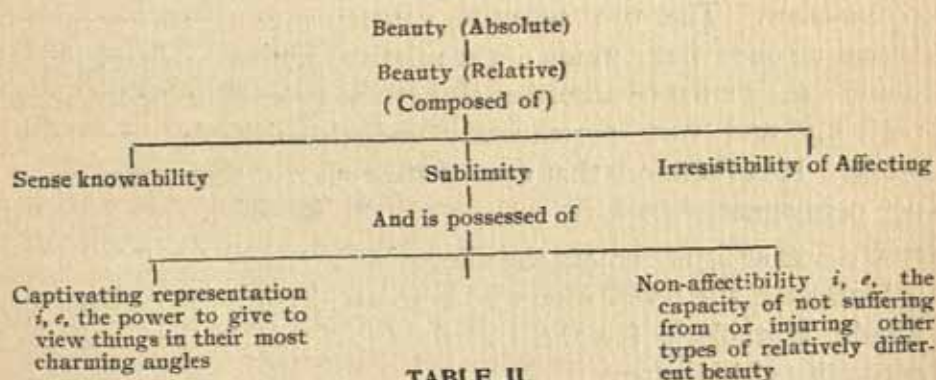 Beauty (Absolute)
Beauty (Relative)
(Composed of)
Sense knowability Sublimity Irresistibility of Affecting
And is possessed of
Captivating representation
i, e, the power to give to
view things in their most
charming angles
Non-affectibility i, e, the
capacity of not suffering
from or injuring other
types of relatively differ-
ent beauty
TABLE II